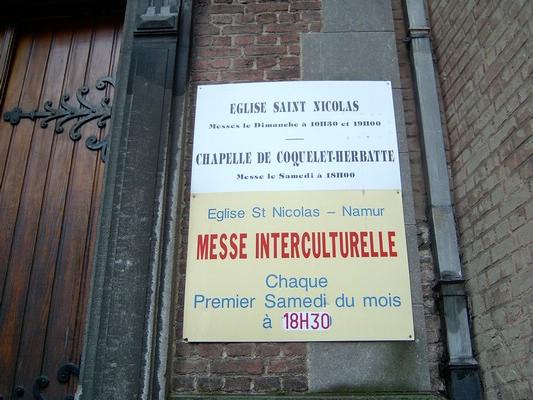 EGLISE SAINT NICOLAS
Messes le Dimanche à 10H30 et 19H00
CHAPELLE DE COQUELET-HERBATTE
Messe le Samedi à 18H00
Eglise St Nicolas – Namur
MESSE INTERCULTURELLE
Chaque
Premier Samedi du mois
à 18H30